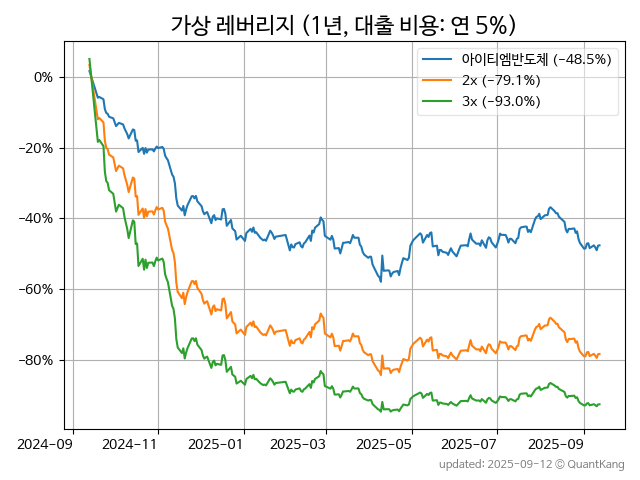 가상 레버리지 (1년, 대출 비용: 연 5%)
아이티엠반도체 (−48.5%)
2x (−79.1%)
3x (−93.0%)
0%
−20%
−40%
−60%
−80%
2024-09 2024-11 2025-01 2025-03 2025-05 2025-07 2025-09
updated: 2025-09-12 © QuantKang